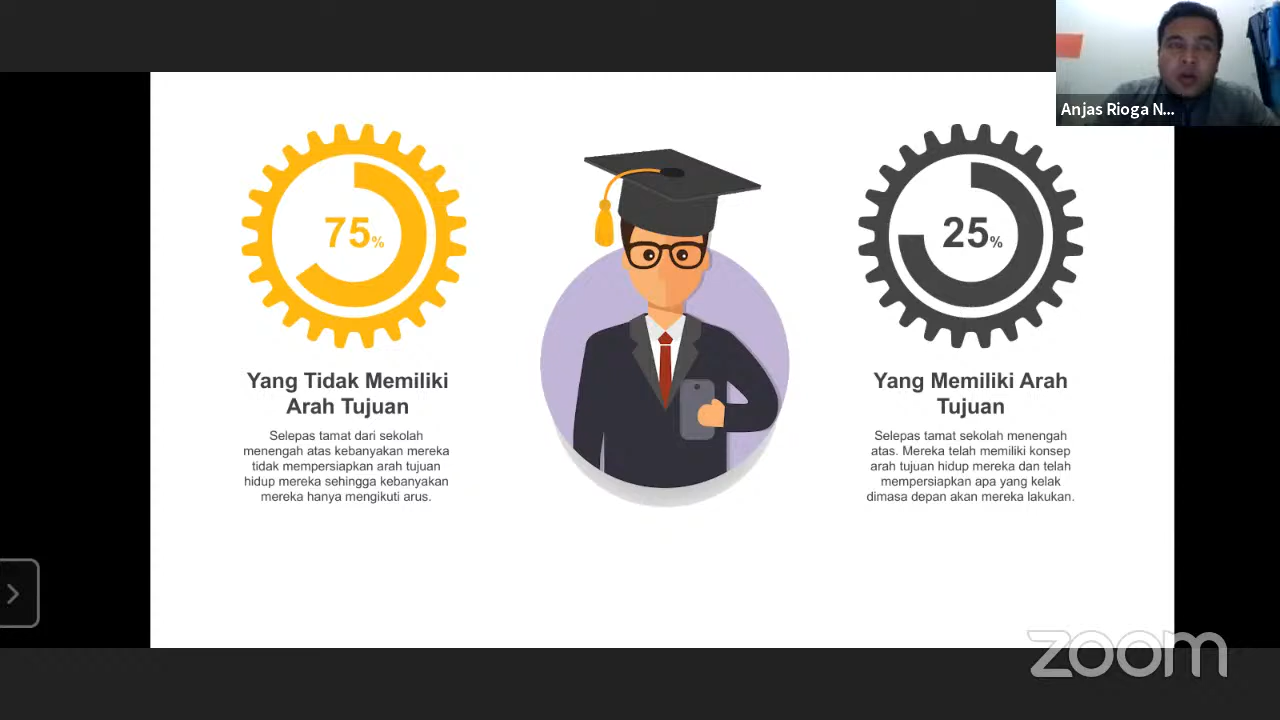 Anjas Rioga N...
75%
Yang Tidak Memiliki
Arah Tujuan
Selepas tamat dari sekolah
menengah atas kebanyakan mereka
tidak mempersiapkan arah tujuan
hidup mereka sehingga kebanyakan
mereka hanya mengikuti arus.
25%
Yang Memiliki Arah
Tujuan
Selepas tamat sekolah menengah
atas. Mereka telah memiliki konsep
arah tujuan hidup mereka dan telah
mempersiapkan apa yang kelak
dimasa depan akan mereka lakukan.
zoom